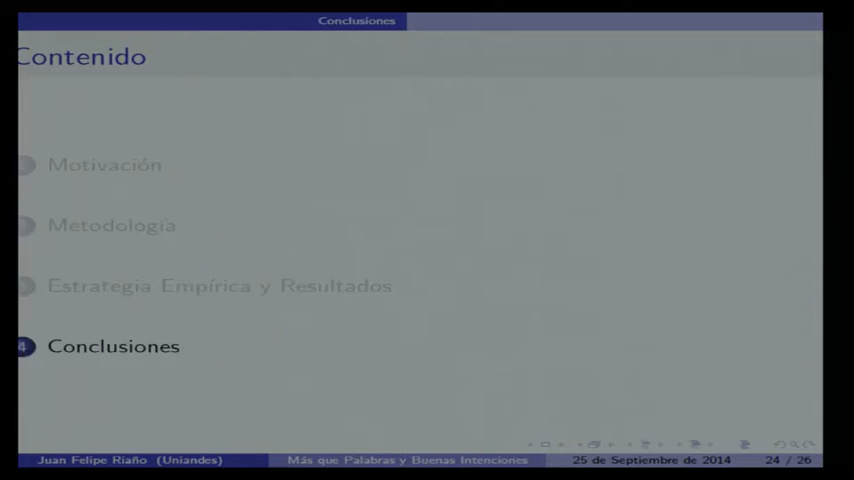 Conclusiones
Contenido
Motivación
Metodología
Estrategia Empírica y Resultados
4 Conclusiones
Juan Felipe Riaño (Uniandes) Más que Palabras y Buenas Intenciones 25 de Septiembre de 2014 24 / 26